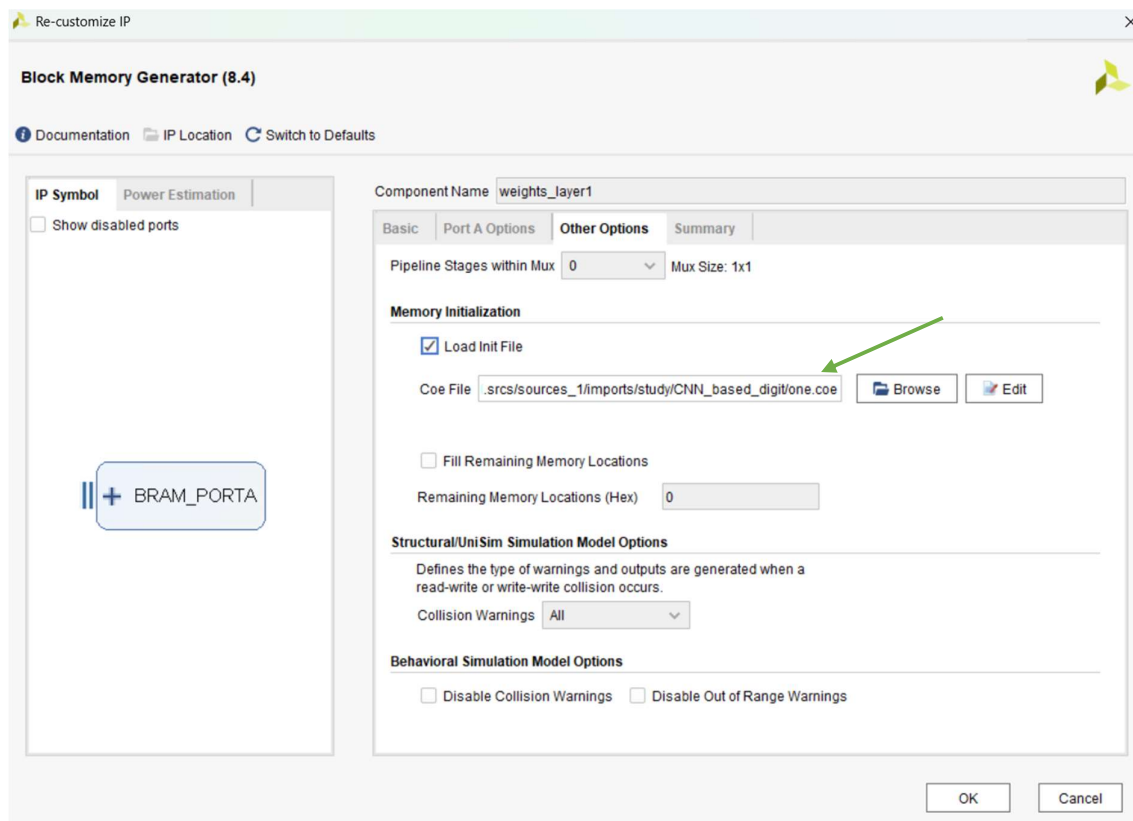 Re-customize IP
Block Memory Generator (8.4)
Documentation IP Location Switch to Defaults
IP Symbol Power Estimation
Show disabled ports
BRAM_PORTA
Component Name weights_layer1
Basic Port A Options Other Options Summary
Pipeline Stages within Mux 0 Mux Size: 1x1
Memory Initialization
Load Init File
Coe File .srcs/sources_1/imports/study/CNN_based_digit/one.coe Browse Edit
Fill Remaining Memory Locations
Remaining Memory Locations (Hex) 0
Structural/UniSim Simulation Model Options
Defines the type of warnings and outputs are generated when a
read-write or write-write collision occurs.
Collision Warnings All
Behavioral Simulation Model Options
Disable Collision Warnings Disable Out of Range Warnings
OK Cancel